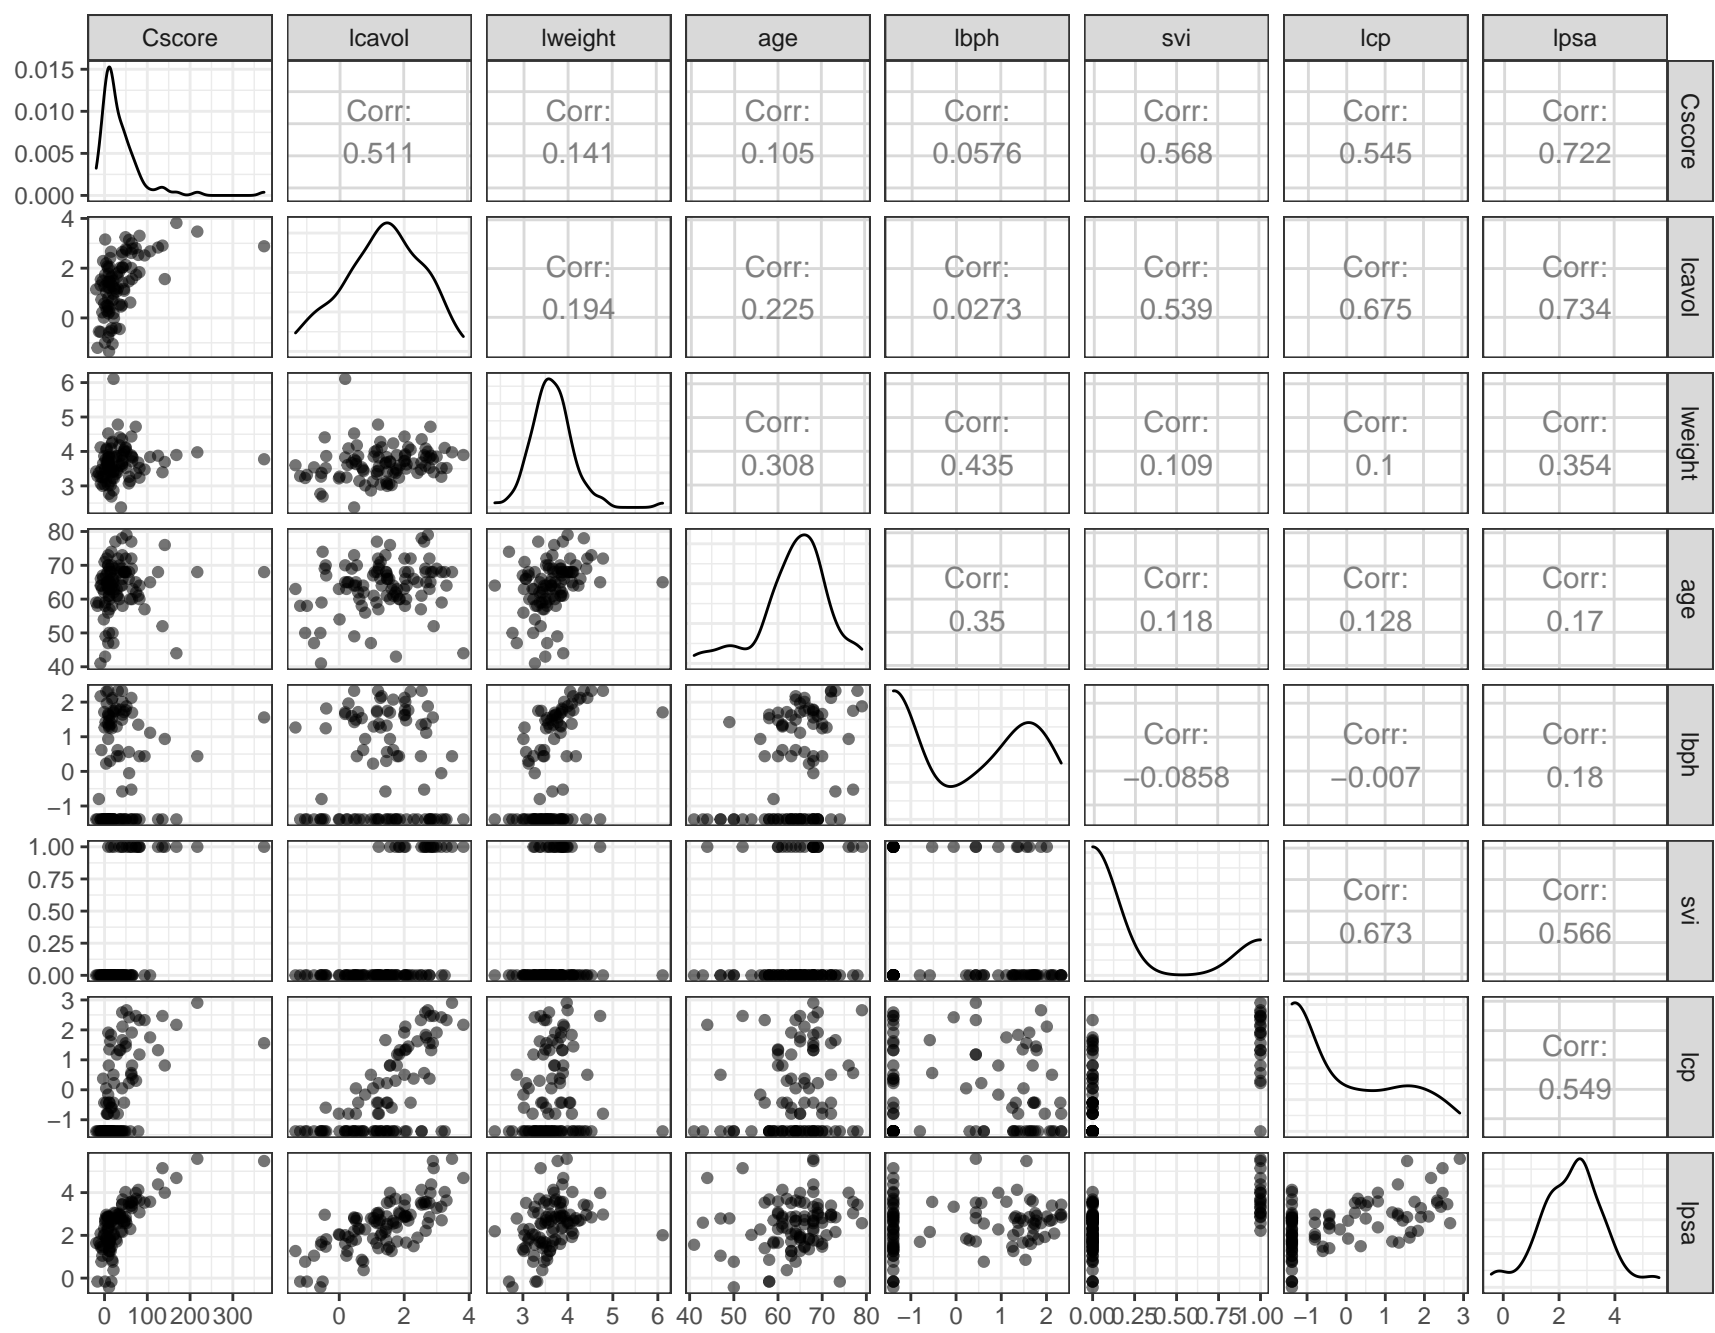 Cscore lcavol lweight age lbph svi lcp lpsa
0.015
0.010
0.005
0.000
Corr:
0.511
Corr:
0.141
Corr:
0.105
Corr:
0.0576
Corr:
0.568
Corr:
0.545
Corr:
0.722
Cscore
4
2
0
Corr:
0.194
Corr:
0.225
Corr:
0.0273
Corr:
0.539
Corr:
0.675
Corr:
0.734
lcavol
6
5
4
3
Corr:
0.308
Corr:
0.435
Corr:
0.109
Corr:
0.1
Corr:
0.354
lweight
80
70
60
50
40
Corr:
0.35
Corr:
0.118
Corr:
0.128
Corr:
0.17
age
2
1
0
−1
Corr:
−0.0858
Corr:
−0.007
Corr:
0.18
lbph
1.00
0.75
0.50
0.25
0.00
Corr:
0.673
Corr:
0.566
svi
3
2
1
0
−1
Corr:
0.549
lcp
4
2
0
lpsa
0 100 200 300 0 2 4 3 4 5 6 40 50 60 70 80 −1 0 1 2 0.00 0.25 0.50 0.75 1.00 −1 0 1 2 3 0 2 4